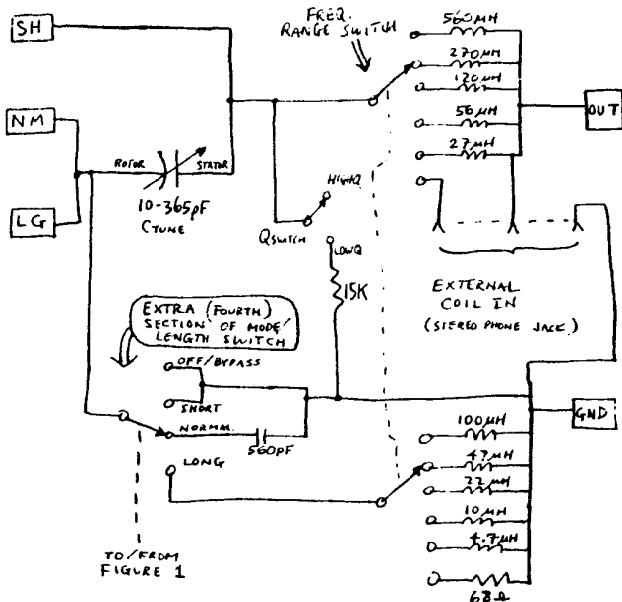 SH
FREQ.
RANGE SWITCH
560μH
270μH
120μH
56μH
27μH
OUT
NM
ROTOR
STATOR
10-365pF
CTUNE
LG
HIGHQ
QSWITCH
LOWQ
15K
EXTERNAL
COIL IN
(STEREO PHONE JACK)
EXTRA (FOURTH)
SECTION OF MODE/
LENGTH SWITCH
OFF/BYPASS
SHORT
NORMM.
560PF
LONG
GND
100μH
47μH
22μH
10μH
4.7μH
68Ω
TO/FROM
FIGURE 1